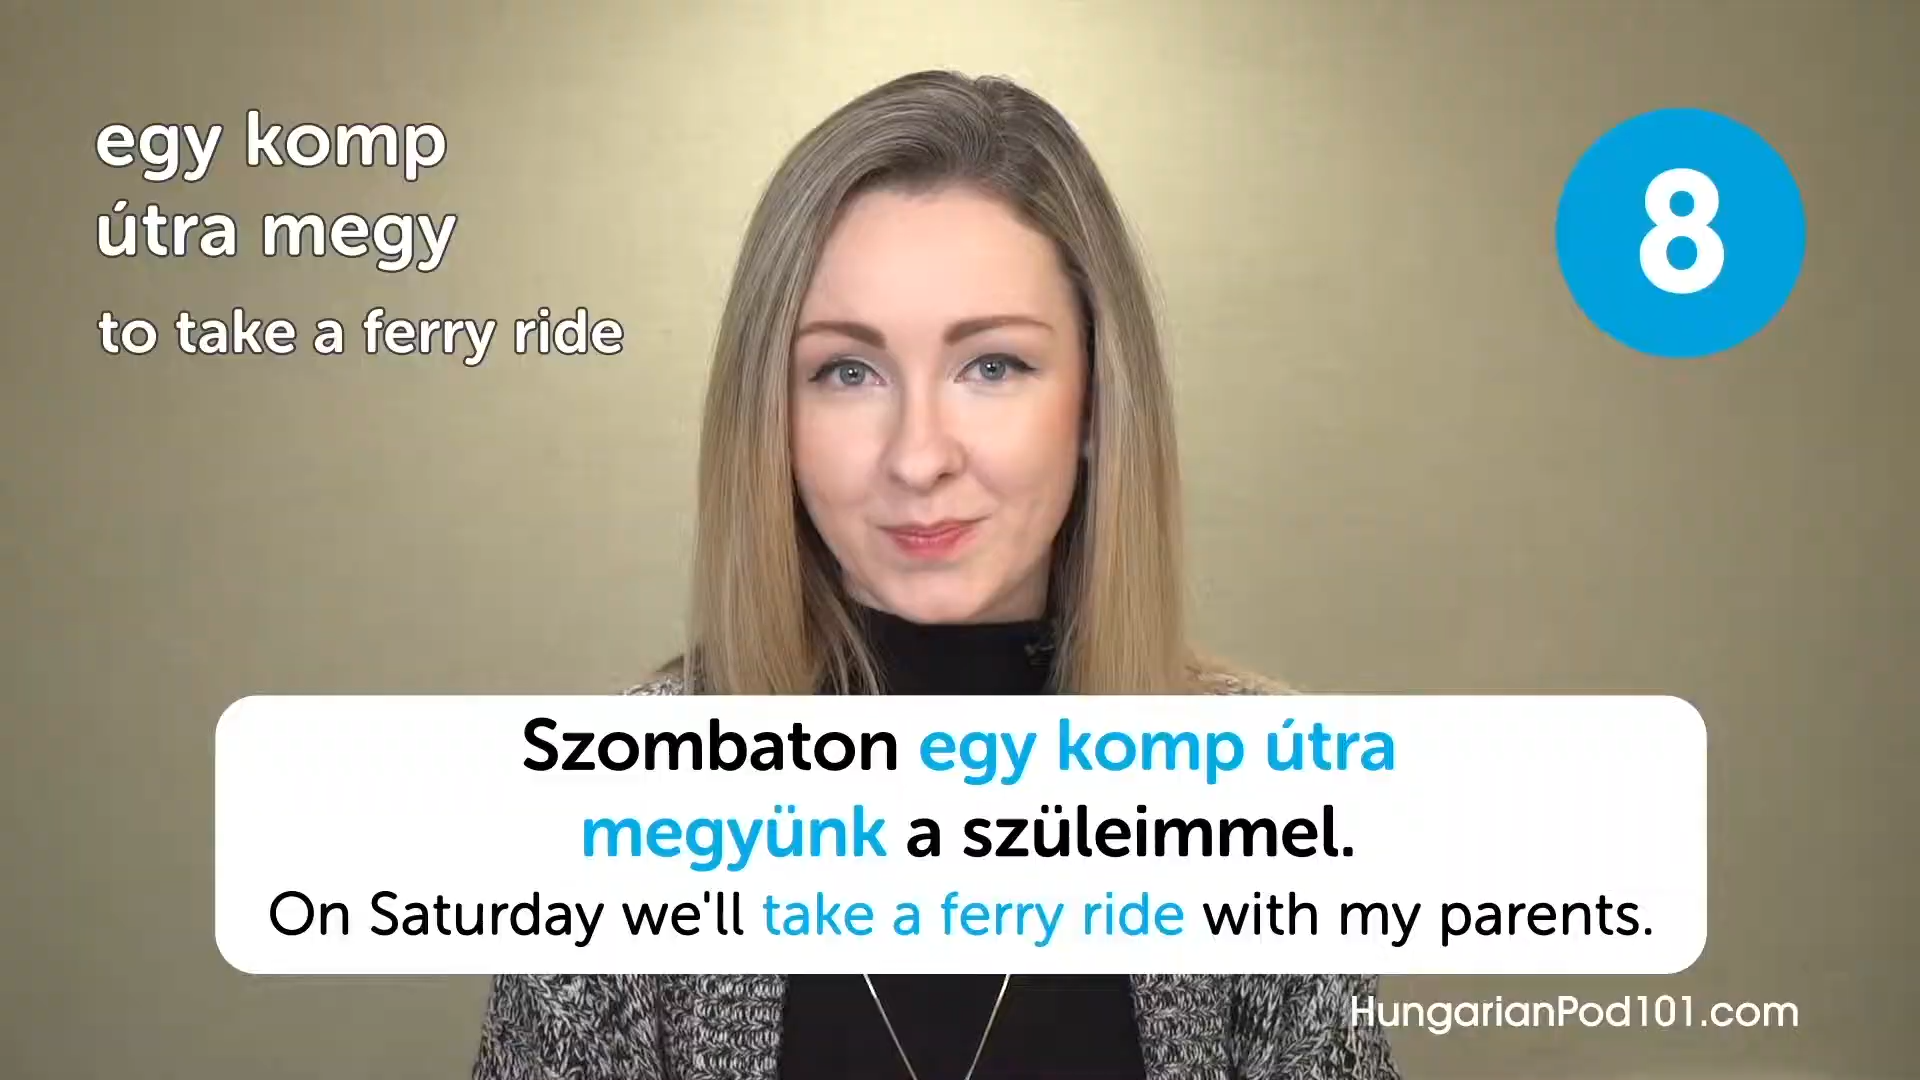 egy komp
útra megy
to take a ferry ride
8
Szombaton egy komp útra
megyünk a szüleimmel.
On Saturday we'll take a ferry ride with my parents.
HungarianPod101.com